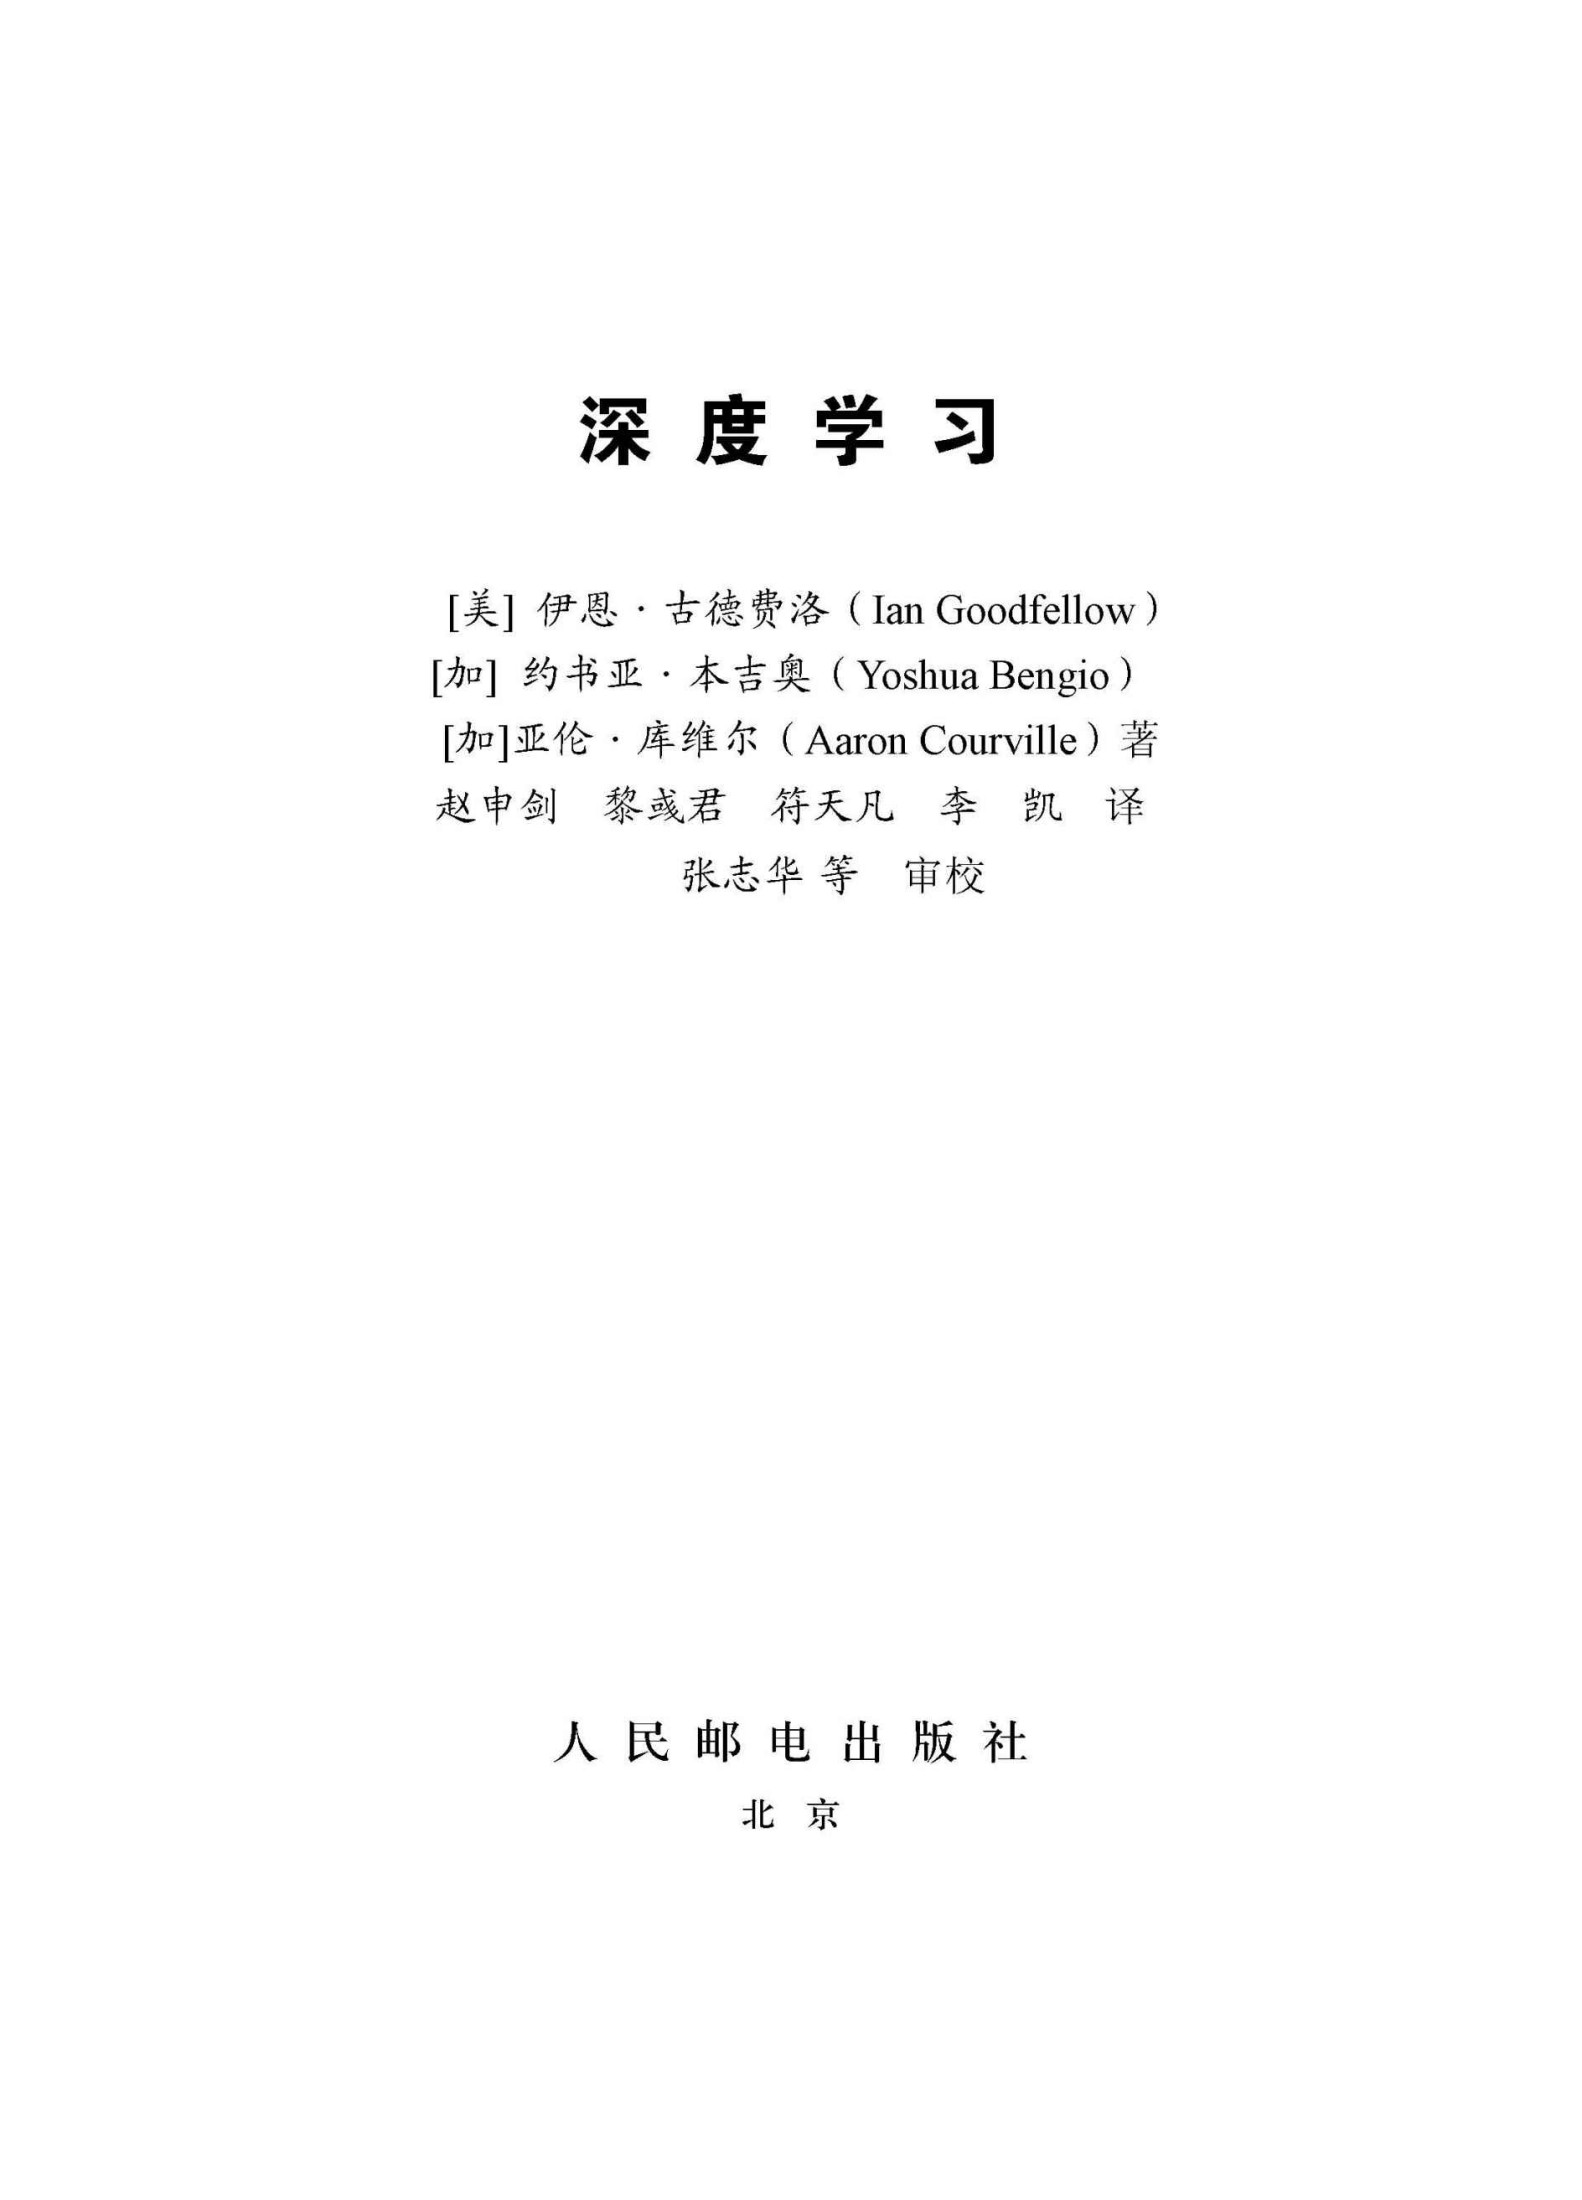 深度学习
[美] 伊恩·古德费洛（Ian Goodfellow）
[加] 约书亚·本吉奥（Yoshua Bengio）
[加]亚伦·库维尔（Aaron Courville）著
赵申剑　黎彧君　符天凡　李　凯　译
张志华 等　审校
人民邮电出版社
北京